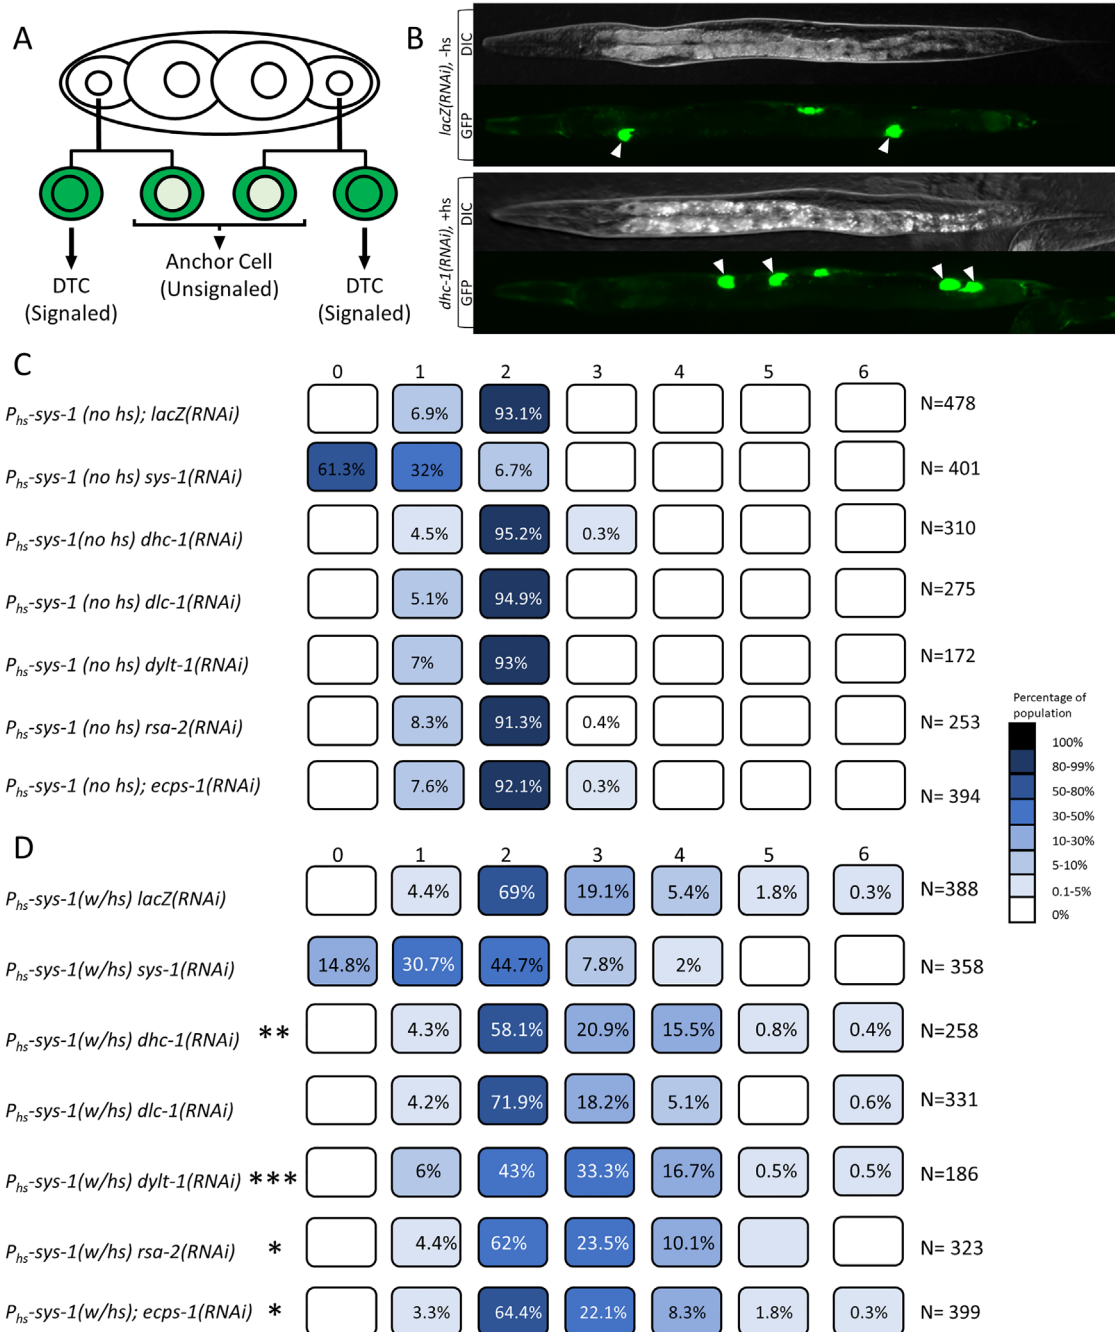 A
DTC
(Signaled)
Anchor Cell
(Unsignaled)
DTC
(Signaled)
B
lacZ(RNAi), -hs
DIC
GFP
dhc-1(RNAi), +hs
DIC
GFP
C
0 1 2 3 4 5 6
Phs-sys-1 (no hs); lacZ(RNAi) 6.9% 93.1% N=478
Phs-sys-1 (no hs) sys-1(RNAi) 61.3% 32% 6.7% N= 401
Phs-sys-1(no hs) dhc-1(RNAi) 4.5% 95.2% 0.3% N=310
Phs-sys-1 (no hs) dlc-1(RNAi) 5.1% 94.9% N=275
Phs-sys-1 (no hs) dylt-1(RNAi) 7% 93% N=172
Phs-sys-1 (no hs) rsa-2(RNAi) 8.3% 91.3% 0.4% N= 253
Phs-sys-1 (no hs); ecps-1(RNAi) 7.6% 92.1% 0.3% N= 394
Percentage of
population
100%
80-99%
50-80%
30-50%
10-30%
5-10%
0.1-5%
0%
D
0 1 2 3 4 5 6
Phs-sys-1(w/hs) lacZ(RNAi) 4.4% 69% 19.1% 5.4% 1.8% 0.3% N=388
Phs-sys-1(w/hs) sys-1(RNAi) 14.8% 30.7% 44.7% 7.8% 2% N= 358
Phs-sys-1(w/hs) dhc-1(RNAi) ** 4.3% 58.1% 20.9% 15.5% 0.8% 0.4% N=258
Phs-sys-1(w/hs) dlc-1(RNAi) 4.2% 71.9% 18.2% 5.1% 0.6% N=331
Phs-sys-1(w/hs) dylt-1(RNAi) *** 6% 43% 33.3% 16.7% 0.5% 0.5% N=186
Phs-sys-1(w/hs) rsa-2(RNAi) * 4.4% 62% 23.5% 10.1% N= 323
Phs-sys-1(w/hs); ecps-1(RNAi) * 3.3% 64.4% 22.1% 8.3% 1.8% 0.3% N= 399